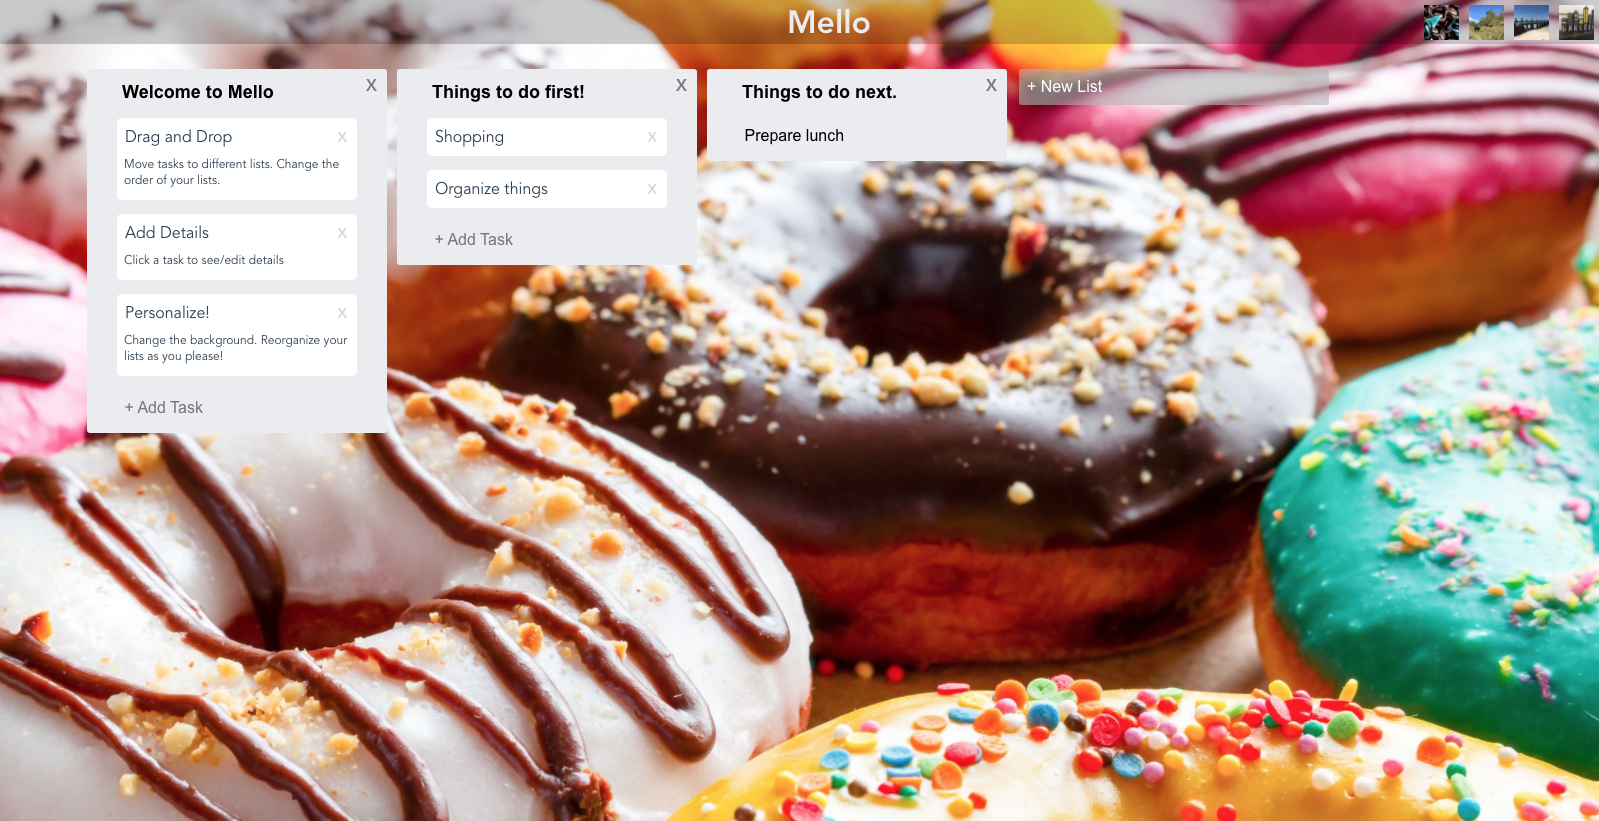 Mello
Welcome to Mello
X
Drag and Drop
X
Move tasks to different lists. Change the
order of your lists.
Add Details
X
Click a task to see/edit details
Personalize!
X
Change the background. Reorganize your
lists as you please!
+ Add Task
Things to do first!
X
Shopping
X
Organize things
X
+ Add Task
Things to do next.
X
Prepare lunch
+ New List